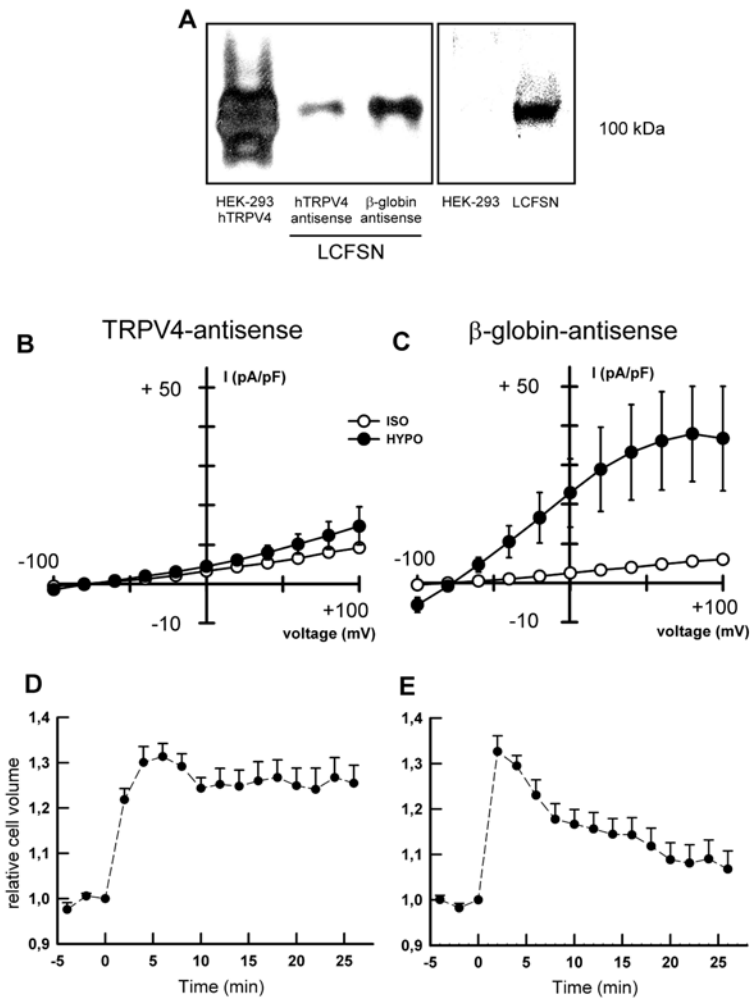 A
100 kDa
HEK-293 hTRPV4
hTRPV4 antisense
β-globin antisense
HEK-293
LCFSN
LCFSN
TRPV4-antisense
B
I (pA/pF)
+ 50
ISO
HYPO
-100
+100
-10
voltage (mV)
β-globin-antisense
C
I (pA/pF)
+ 50
-100
+100
-10
voltage (mV)
D
1,4
1,3
1,2
1,1
1,0
0,9
relative cell volume
-5 0 5 10 15 20 25
Time (min)
E
1,4
1,3
1,2
1,1
1,0
0,9
-5 0 5 10 15 20 25
Time (min)